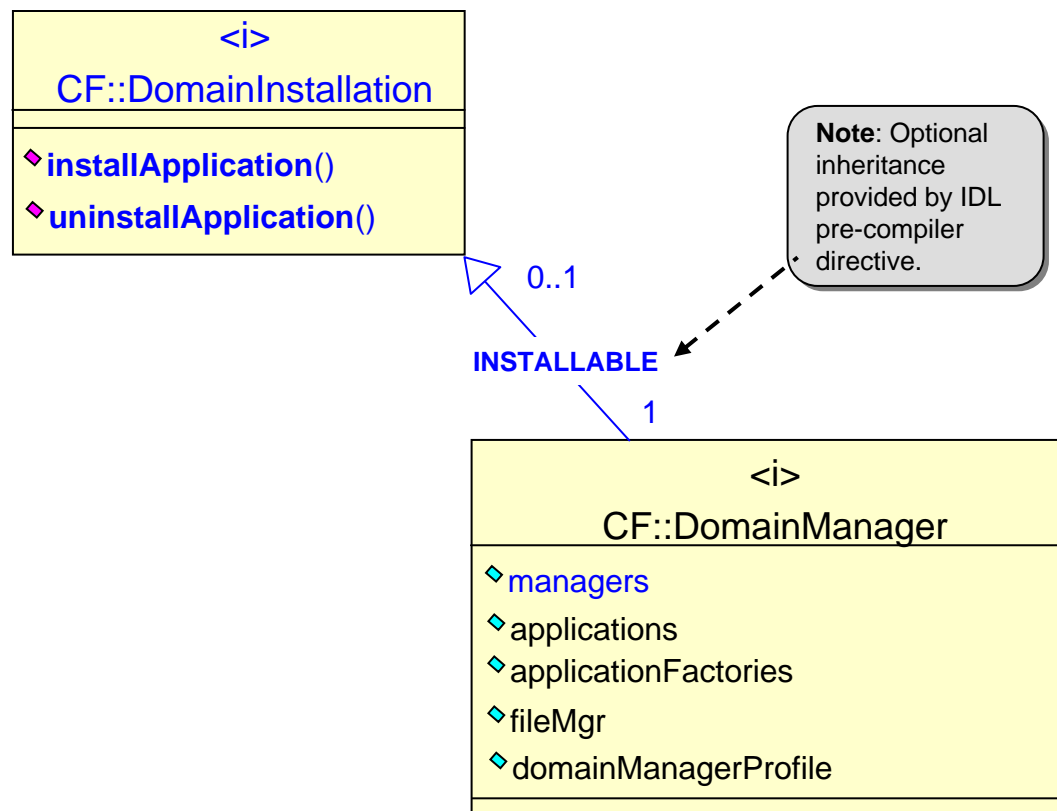 <i>
CF::DomainInstallation
installApplication()
uninstallApplication()
Note: Optional
inheritance
provided by IDL
pre-compiler
directive.
0..1
INSTALLABLE
1
<i>
CF::DomainManager
managers
applications
applicationFactories
fileMgr
domainManagerProfile